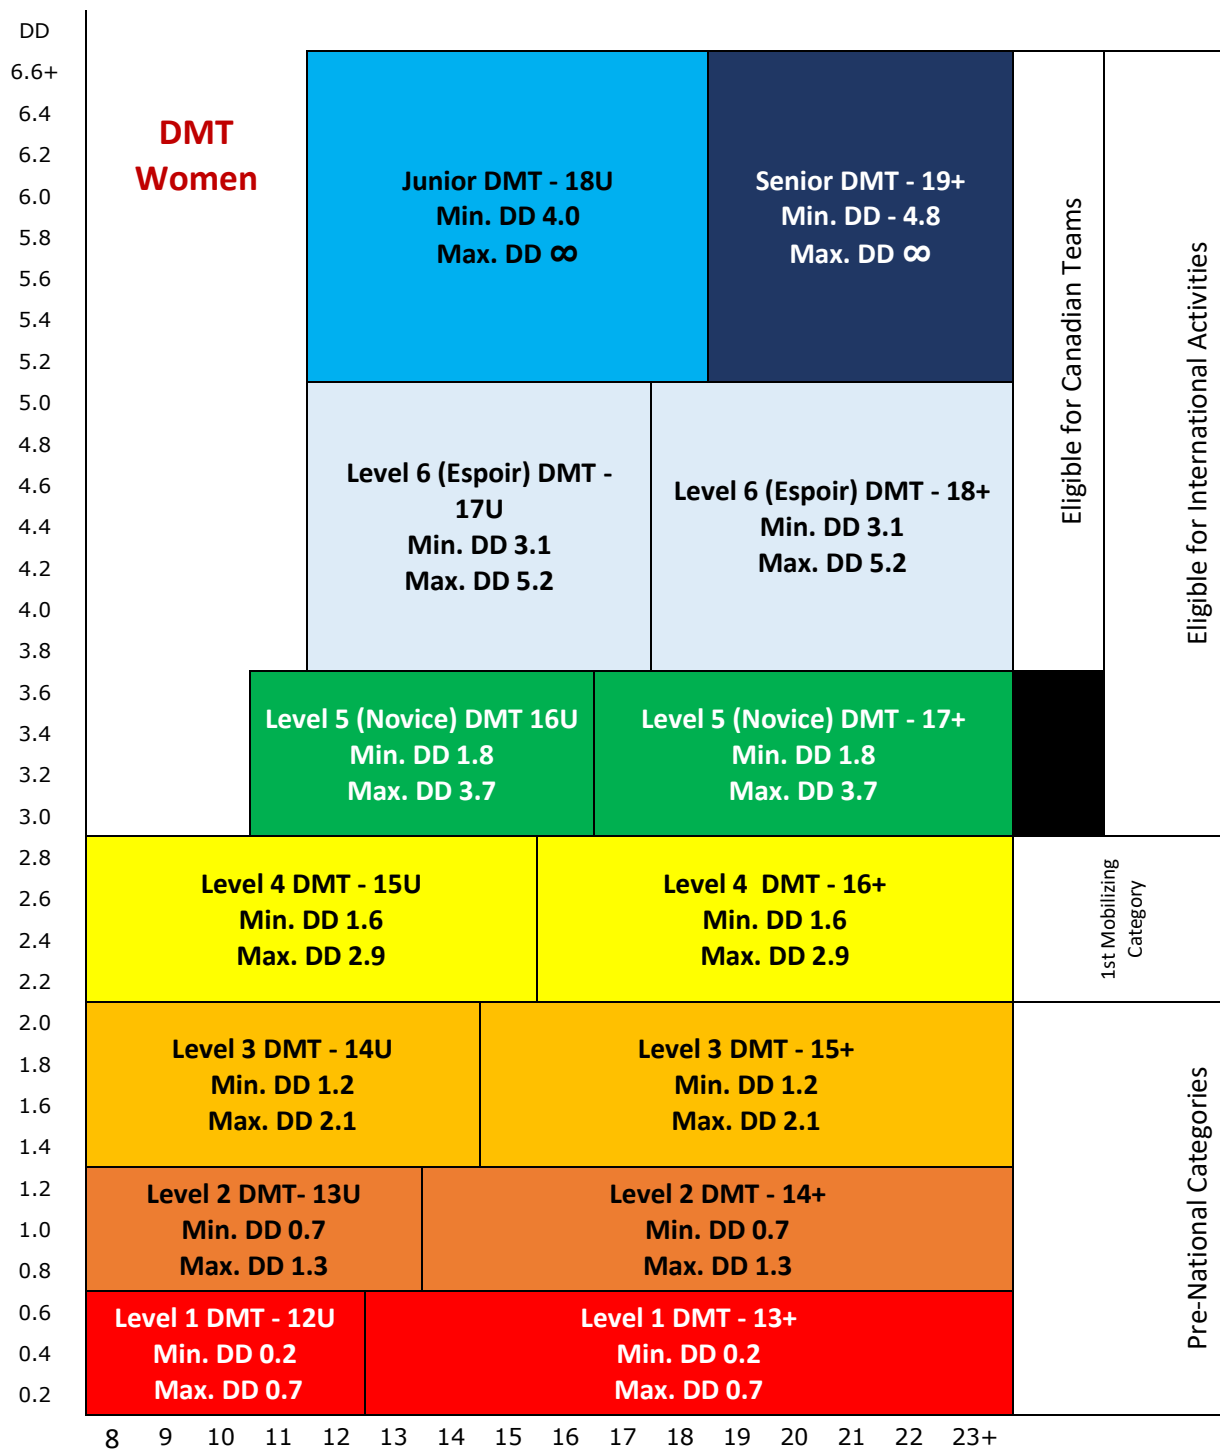 DD
6.6+
6.4
6.2
6.0
5.8
5.6
5.4
5.2
5.0
4.8
4.6
4.4
4.2
4.0
3.8
3.6
3.4
3.2
3.0
2.8
2.6
2.4
2.2
2.0
1.8
1.6
1.4
1.2
1.0
0.8
0.6
0.4
0.2
DMT
Women
Junior DMT - 18U
Min. DD 4.0
Max. DD ∞
Senior DMT - 19+
Min. DD - 4.8
Max. DD ∞
Level 6 (Espoir) DMT -
17U
Min. DD 3.1
Max. DD 5.2
Level 6 (Espoir) DMT - 18+
Min. DD 3.1
Max. DD 5.2
Level 5 (Novice) DMT 16U
Min. DD 1.8
Max. DD 3.7
Level 5 (Novice) DMT - 17+
Min. DD 1.8
Max. DD 3.7
Level 4 DMT - 15U
Min. DD 1.6
Max. DD 2.9
Level 4  DMT - 16+
Min. DD 1.6
Max. DD 2.9
Level 3 DMT - 14U
Min. DD 1.2
Max. DD 2.1
Level 3 DMT - 15+
Min. DD 1.2
Max. DD 2.1
Level 2 DMT- 13U
Min. DD 0.7
Max. DD 1.3
Level 2 DMT - 14+
Min. DD 0.7
Max. DD 1.3
Level 1 DMT - 12U
Min. DD 0.2
Max. DD 0.7
Level 1 DMT - 13+
Min. DD 0.2
Max. DD 0.7
Eligible for Canadian Teams
Eligible for International Activities
1st Mobilizing
Category
Pre-National Categories
8 9 10 11 12 13 14 15 16 17 18 19 20 21 22 23+